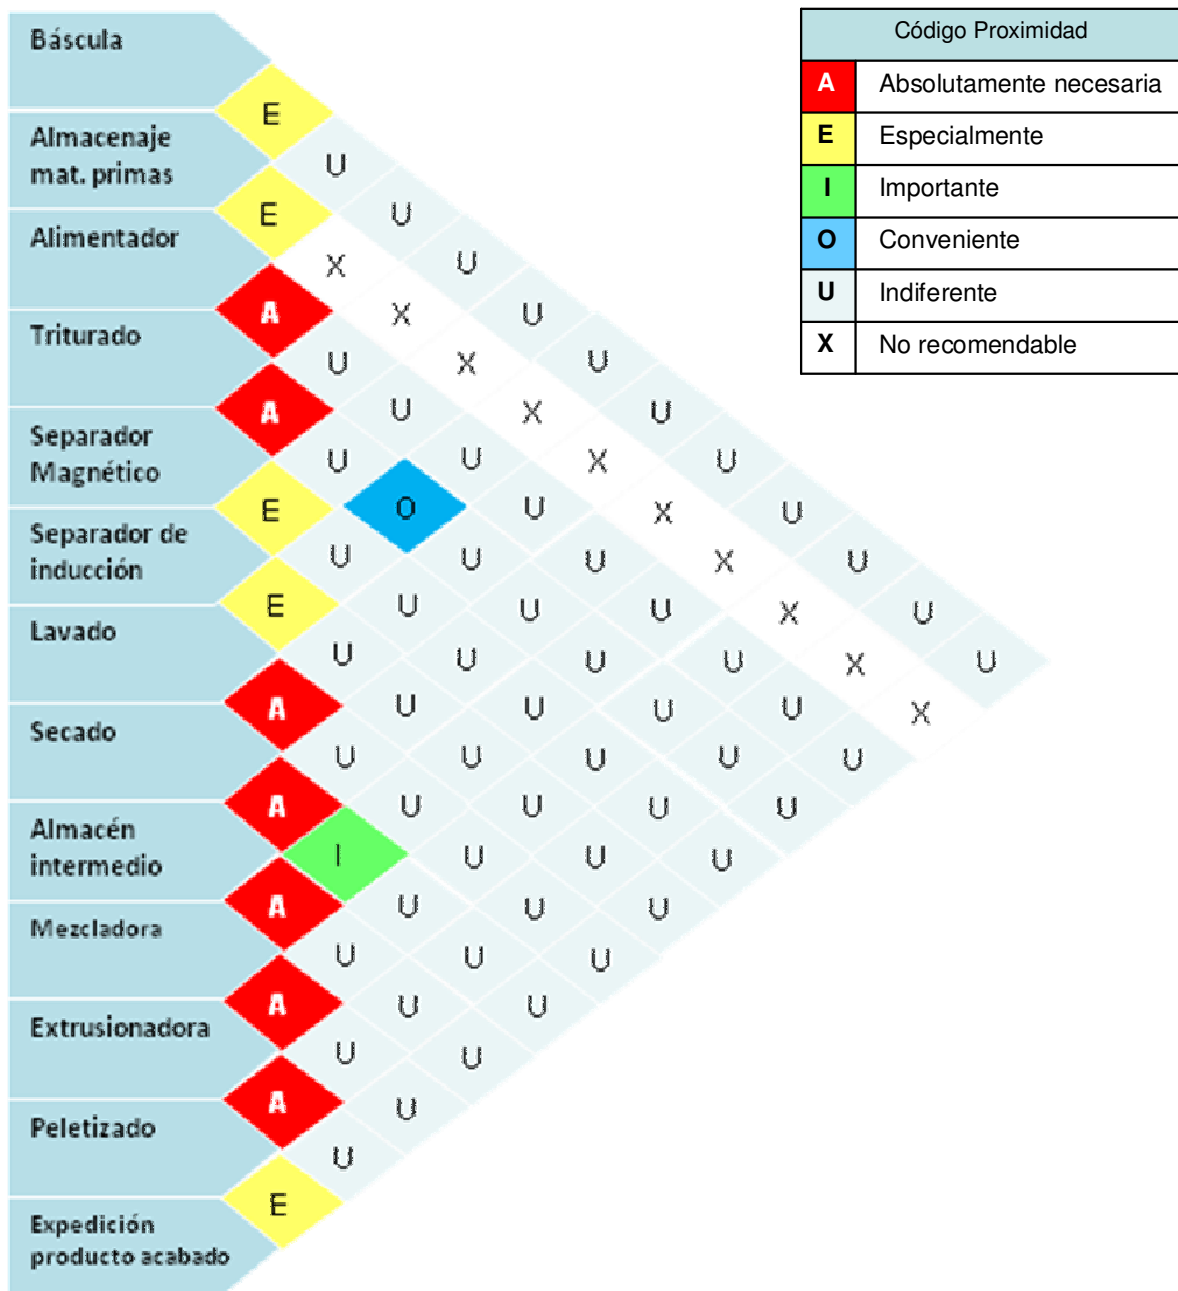 Báscula
Almacenaje
mat. primas
Alimentador
Triturado
Separador
Magnético
Separador de
inducción
Lavado
Secado
Almacén
intermedio
Mezcladora
Extrusionadora
Peletizado
Expedición
producto acabado
E U U U U U U U U U U U
E X X X X X X X X X X
A U U U U U U U U U
A U O U U U U U U
E U U U U U U U
E U U U U U U
A U U U U U
A I U U U
A U U U
A U U
A U
E
Código Proximidad
A Absolutamente necesaria
E Especialmente
I Importante
O Conveniente
U Indiferente
X No recomendable